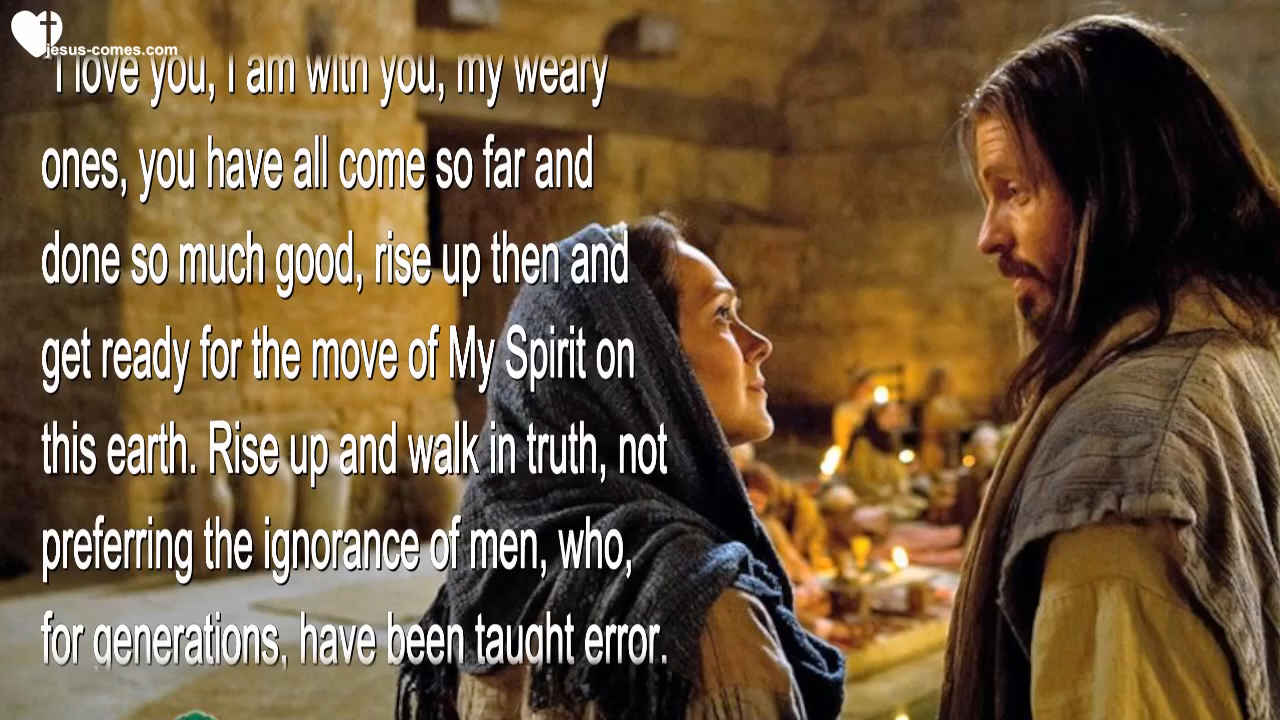 jesus-comes.com
"I love you, I am with you, my weary
ones, you have all come so far and
done so much good, rise up then and
get ready for the move of My Spirit on
this earth. Rise up and walk in truth, not
preferring the ignorance of men, who,
for generations, have been taught error.